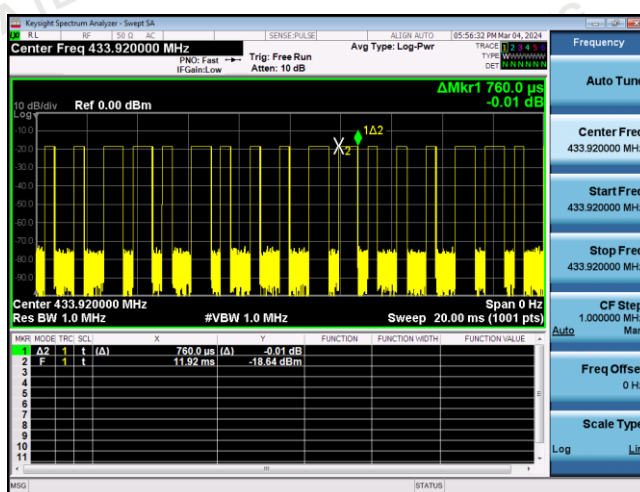 Keysight Spectrum Analyzer - Swept SA
RL RF 50 Ω AC SENSE:PULSE ALIGN AUTO 05:56:32 PM Mar 04, 2024
Center Freq 433.920000 MHz
PNO: Fast Trig: Free Run
IFGain:Low Atten: 10 dB
Avg Type: Log-Pwr
TRACE 1 2 3 4 5 6
TYPE W
DET N N N N N N
ΔMkr1 760.0 µs
-0.01 dB
10 dB/div Ref 0.00 dBm
Log
-10.0
-20.0
-30.0
-40.0
-50.0
-60.0
-70.0
-80.0
-90.0
1Δ2
2
Center 433.920000 MHz Span 0 Hz
Res BW 1.0 MHz #VBW 1.0 MHz Sweep 20.00 ms (1001 pts)
MKR MODE TRC SCL X Y FUNCTION FUNCTION WIDTH FUNCTION VALUE
1 Δ2 1 t (Δ) 760.0 µs (Δ) -0.01 dB
2 F 1 t 11.92 ms -18.64 dBm
3
4
5
6
7
8
9
10
11
MSG STATUS
Frequency
Auto Tune
Center Freq
433.920000 MHz
Start Freq
433.920000 MHz
Stop Freq
433.920000 MHz
CF Step
1.000000 MHz
Auto Man
Freq Offset
0 Hz
Scale Type
Log Lin